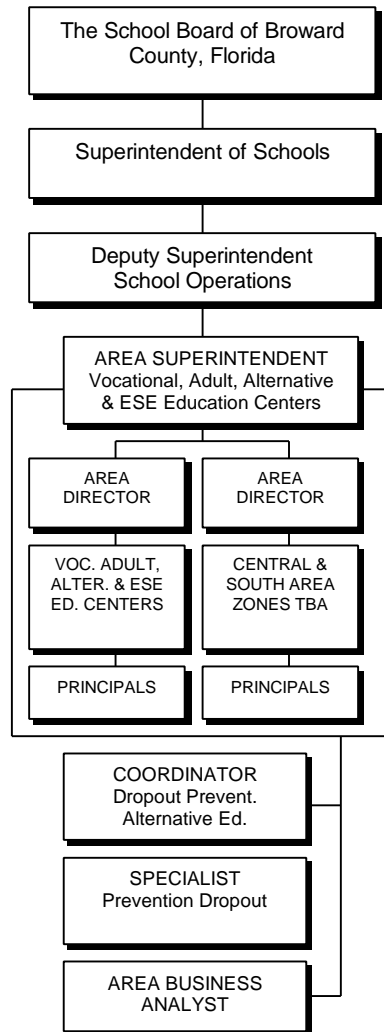 The School Board of Broward
County, Florida
Superintendent of Schools
Deputy Superintendent
School Operations
AREA SUPERINTENDENT
Vocational, Adult, Alternative
& ESE Education Centers
AREA
DIRECTOR
AREA
DIRECTOR
VOC. ADULT,
ALTER. & ESE
ED. CENTERS
CENTRAL &
SOUTH AREA
ZONES TBA
PRINCIPALS
PRINCIPALS
COORDINATOR
Dropout Prevent.
Alternative Ed.
SPECIALIST
Prevention Dropout
AREA BUSINESS
ANALYST